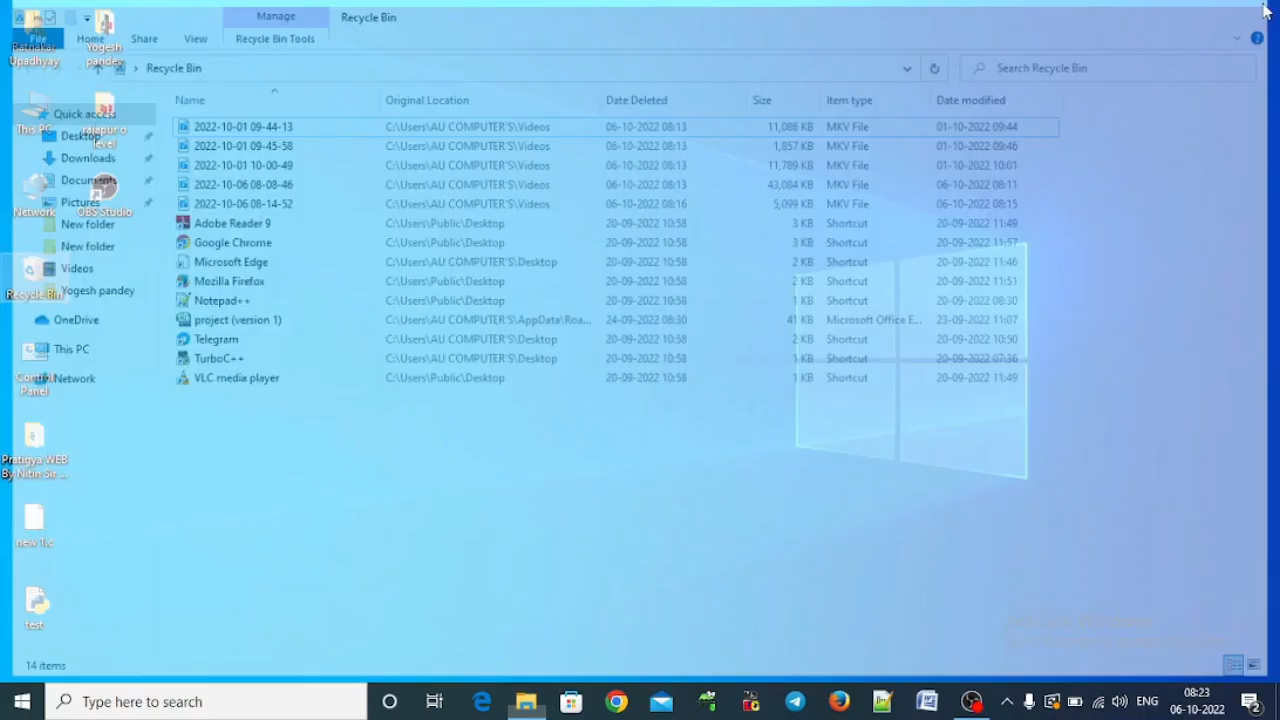 Manage
Recycle Bin
File
Home
Share
View
Recycle Bin Tools
Recycle Bin
Search Recycle Bin
Name
Original Location
Date Deleted
Size
Item type
Date modified
2022-10-01 09-44-13 C:\Users\AU COMPUTER'S\Videos 06-10-2022 08:13 11,086 KB MKV File 01-10-2022 09:44
2022-10-01 09-45-58 C:\Users\AU COMPUTER'S\Videos 06-10-2022 08:13 1,857 KB MKV File 01-10-2022 09:46
2022-10-01 10-00-49 C:\Users\AU COMPUTER'S\Videos 06-10-2022 08:13 11,789 KB MKV File 01-10-2022 10:01
2022-10-06 08-08-46 C:\Users\AU COMPUTER'S\Videos 06-10-2022 08:13 43,084 KB MKV File 06-10-2022 08:11
2022-10-06 08-14-52 C:\Users\AU COMPUTER'S\Videos 06-10-2022 08:16 5,099 KB MKV File 06-10-2022 08:15
Adobe Reader 9 C:\Users\Public\Desktop 20-09-2022 10:58 3 KB Shortcut 20-09-2022 11:49
Google Chrome C:\Users\Public\Desktop 20-09-2022 10:58 3 KB Shortcut 20-09-2022 11:57
Microsoft Edge C:\Users\AU COMPUTER'S\Desktop 20-09-2022 10:58 2 KB Shortcut 20-09-2022 11:46
Mozilla Firefox C:\Users\Public\Desktop 20-09-2022 10:58 2 KB Shortcut 20-09-2022 11:51
Notepad++ C:\Users\Public\Desktop 20-09-2022 10:58 1 KB Shortcut 20-09-2022 08:30
project (version 1) C:\Users\AU COMPUTER'S\AppData\Roa... 24-09-2022 08:30 41 KB Microsoft Office E... 23-09-2022 11:07
Telegram C:\Users\AU COMPUTER'S\Desktop 20-09-2022 10:58 2 KB Shortcut 20-09-2022 10:50
TurboC++ C:\Users\AU COMPUTER'S\Desktop 20-09-2022 10:58 1 KB Shortcut 20-09-2022 07:36
VLC media player C:\Users\Public\Desktop 20-09-2022 10:58 1 KB Shortcut 20-09-2022 11:49
Quick access
Desktop
Downloads
Documents
Pictures
New folder
New folder
Videos
Yogesh pandey
OneDrive
This PC
Network
Ratnakar
Upadhyay
Yogesh
pandey
This PC
rajapur o
level
Network
OBS Studio
Recycle Bin
Control
Panel
Pratigya WEB
By Nitin Sir ...
new 1.c
test
14 items
Type here to search
ENG
08:23
06-10-2022
2